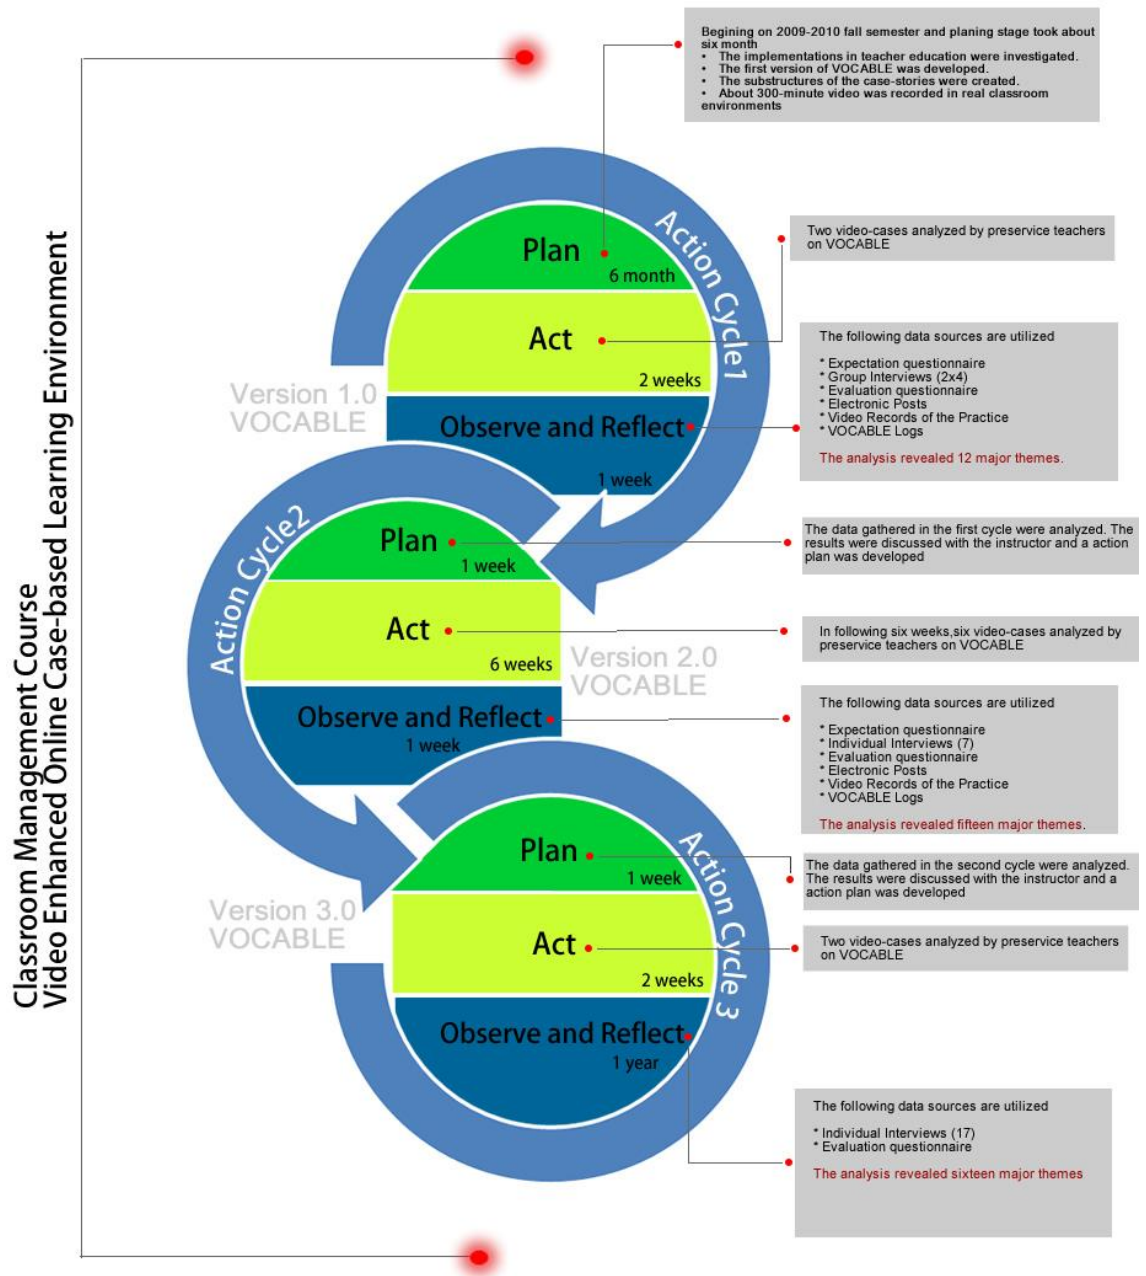 Classroom Management Course
Video Enhanced Online Case-based Learning Environment
Begining on 2009-2010 fall semester and planing stage took about
six month
• The implementations in teacher education were investigated.
• The first version of VOCABLE was developed.
• The substructures of the case-stories were created.
• About 300-minute video was recorded in real classroom
environments
Action Cycle1
Plan
6 month
Two video-cases analyzed by preservice teachers
on VOCABLE
Act
2 weeks
The following data sources are utilized
* Expectation questionnaire
* Group Interviews (2x4)
* Evaluation questionnaire
* Electronic Posts
* Video Records of the Practice
* VOCABLE Logs
The analysis revealed 12 major themes.
Version 1.0
VOCABLE
Observe and Reflect
1 week
Action Cycle2
Plan
1 week
The data gathered in the first cycle were analyzed. The
results were discussed with the instructor and a action
plan was developed
Act
6 weeks
In following six weeks,six video-cases analyzed by
preservice teachers on VOCABLE
Version 2.0
VOCABLE
Observe and Reflect
1 week
The following data sources are utilized
* Expectation questionnaire
* Individual Interviews (7)
* Evaluation questionnaire
* Electronic Posts
* Video Records of the Practice
* VOCABLE Logs
The analysis revealed fifteen major themes.
Action Cycle 3
Plan
1 week
The data gathered in the second cycle were analyzed.
The results were discussed with the instructor and a
action plan was developed
Version 3.0
VOCABLE
Act
2 weeks
Two video-cases analyzed by preservice teachers
on VOCABLE
Observe and Reflect
1 year
The following data sources are utilized
* Individual Interviews (17)
* Evaluation questionnaire
The analysis revealed sixteen major themes